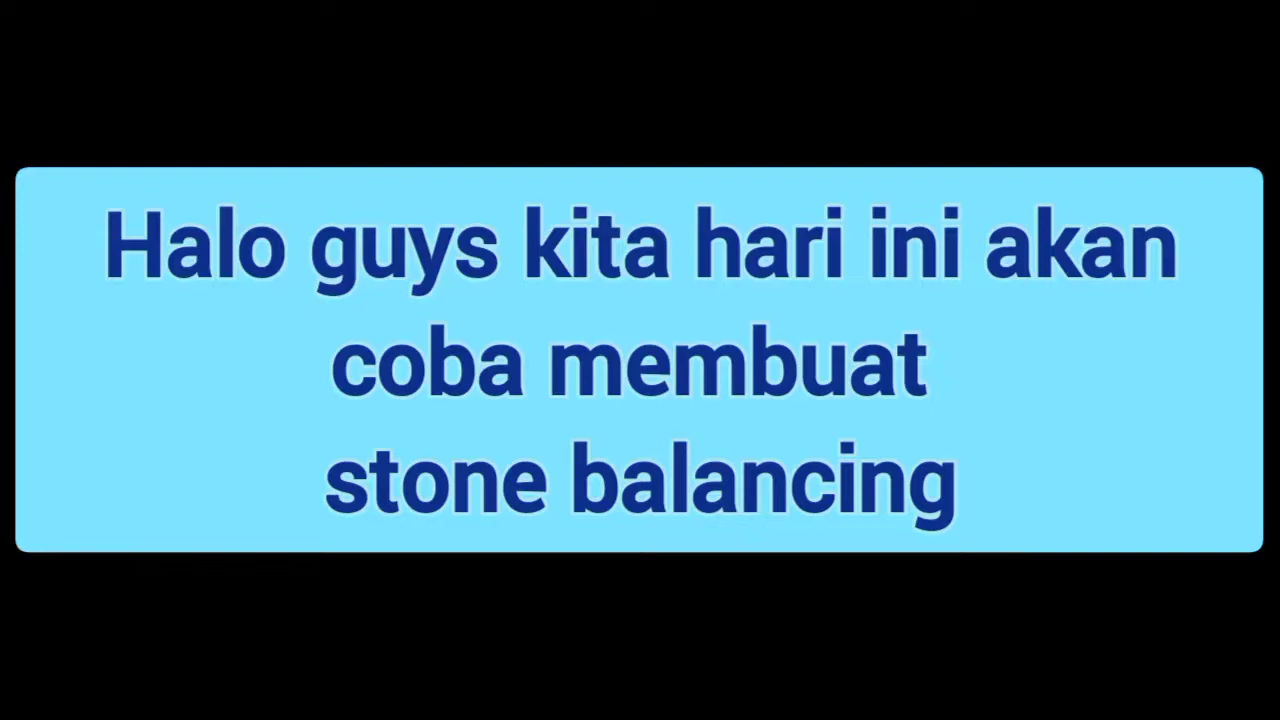 Halo guys kita hari ini akan
coba membuat
stone balancing